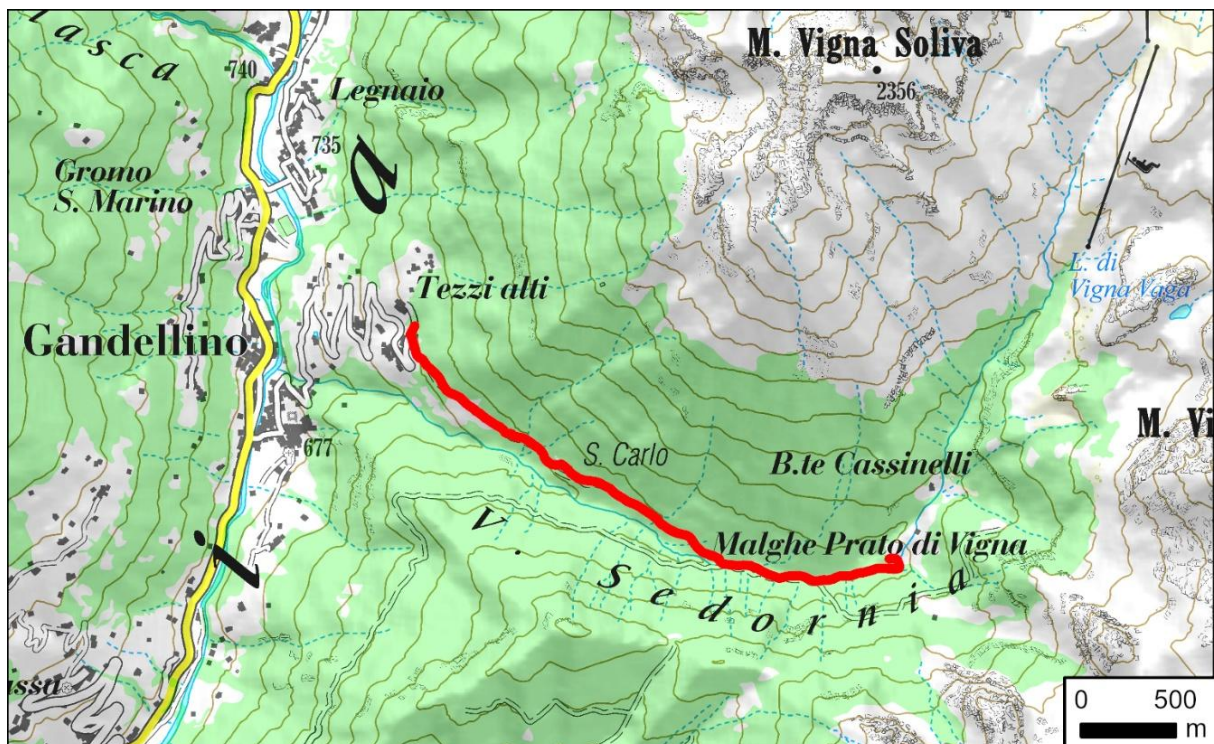 asca
740
M. Vigna Soliva
2356
Legnaio
735
a
Gromo
S. Marino
L. di
Vigna Vaga
Tezzi alti
Gandellino
M. Vi
677
S. Carlo
B.te Cassinelli
Malghe Prato di Vigna
V. Sedornia
i
l
assa
0 500
m